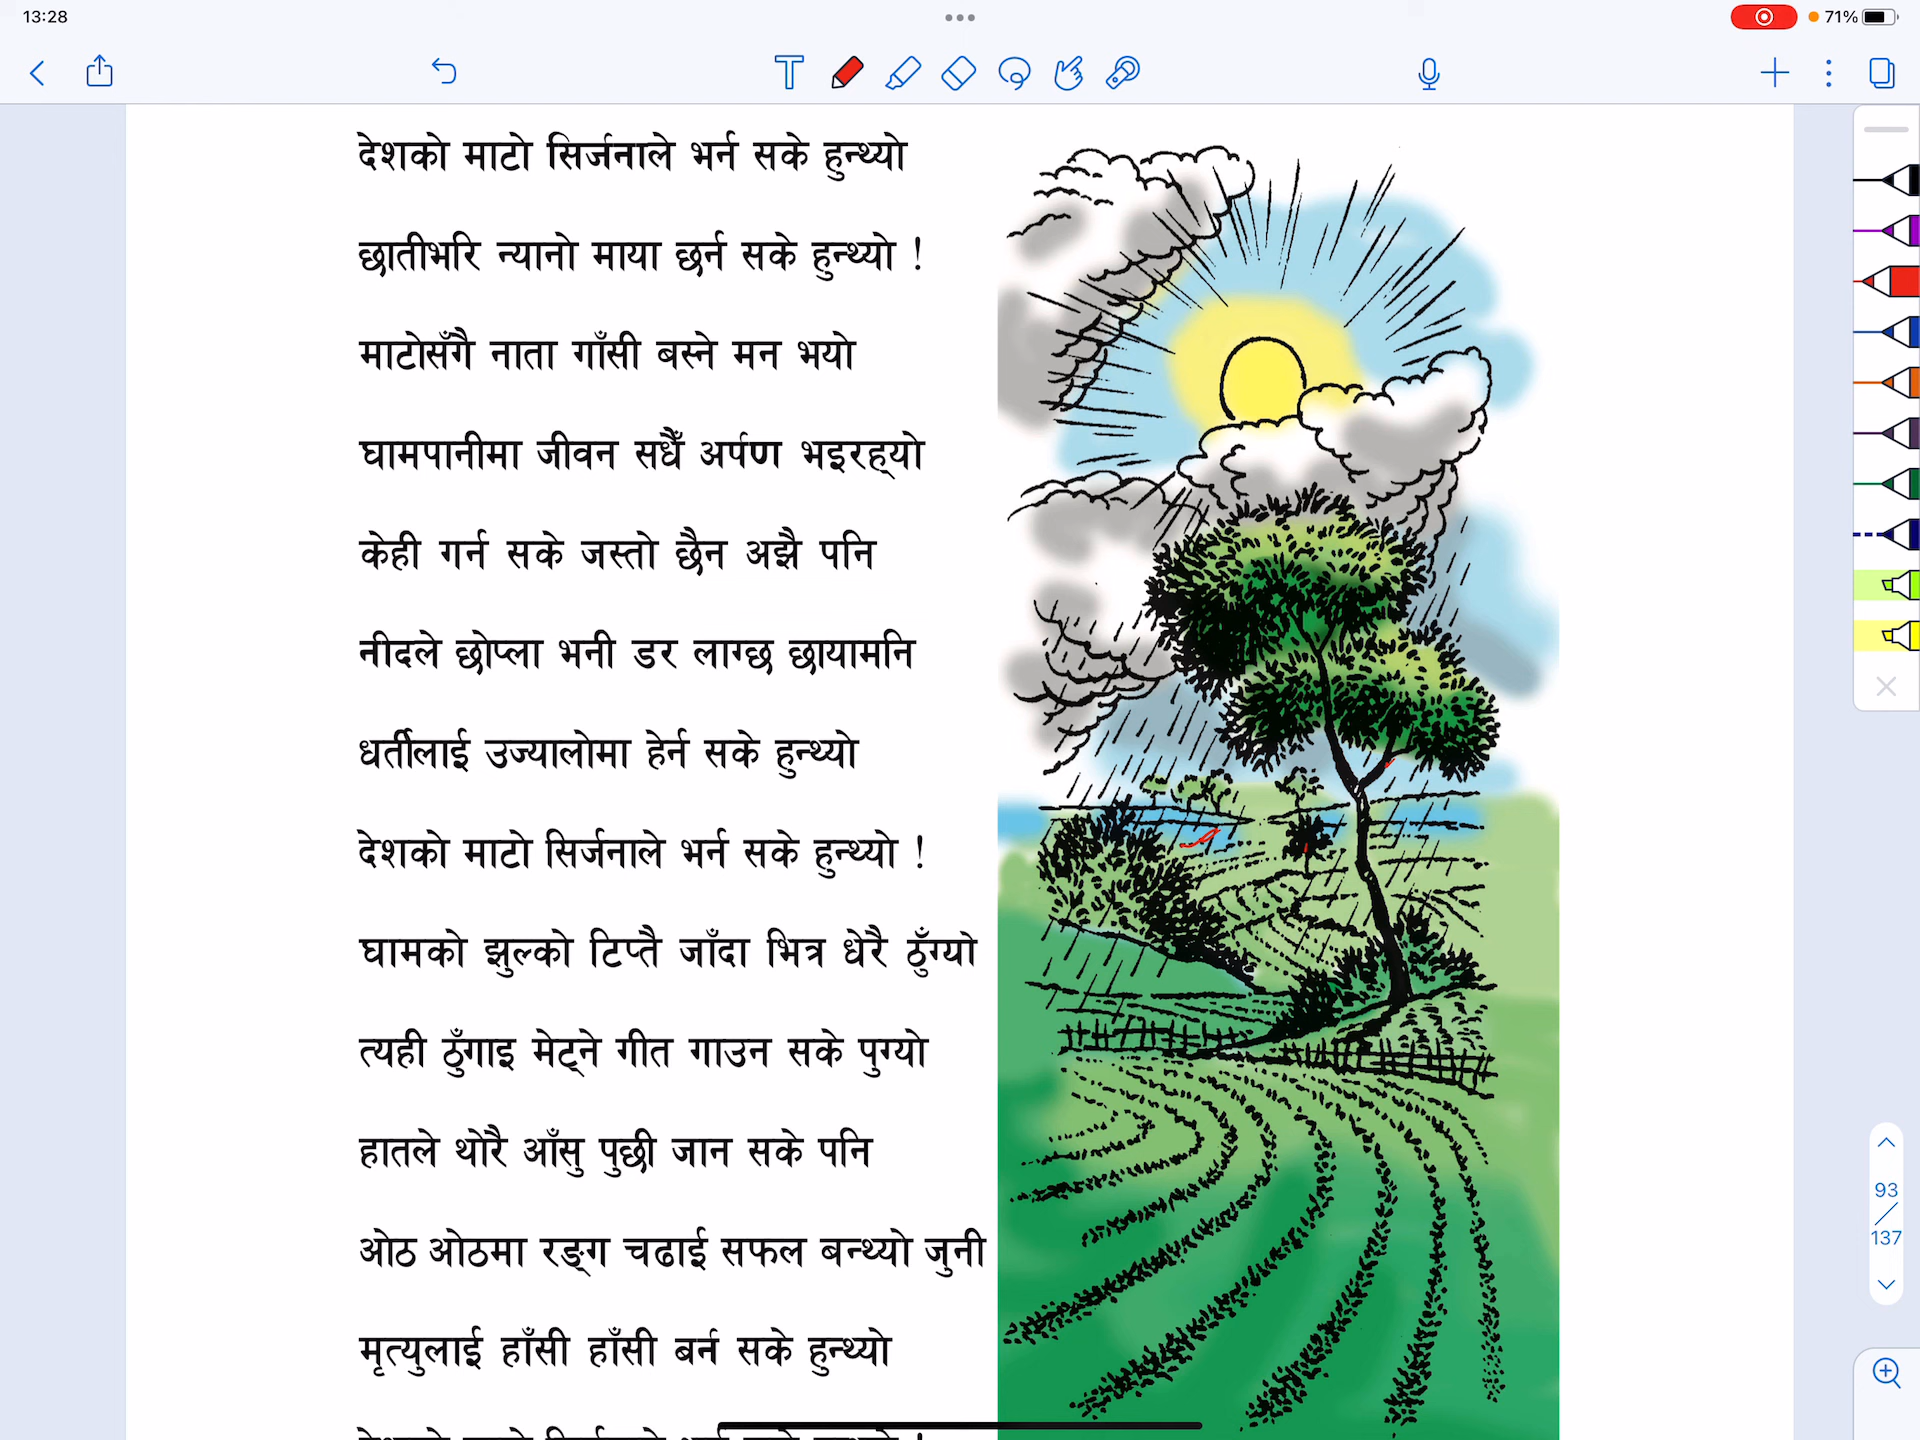 13:28
71%
देशको माटो सिर्जनाले भर्न सके हुन्थ्यो
छातीभरि न्यानो माया छर्न सके हुन्थ्यो !
माटोसँगै नाता गाँसी बस्ने मन भयो
घामपानीमा जीवन सधैँ अर्पण भइरह्यो
केही गर्न सके जस्तो छैन अझै पनि
नीदले छोप्ला भनी डर लाग्छ छायामनि
धर्तीलाई उज्यालोमा हेर्न सके हुन्थ्यो
देशको माटो सिर्जनाले भर्न सके हुन्थ्यो !
घामको झुल्को टिप्तै जाँदा भित्र धेरै ठुँग्यो
त्यही ठुँगाइ मेट्ने गीत गाउन सके पुग्यो
हातले थोरै आँसु पुछी जान सके पनि
ओठ ओठमा रङ्ग चढाई सफल बन्थ्यो जुनी
मृत्युलाई हाँसी हाँसी बर्न सके हुन्थ्यो
93
137